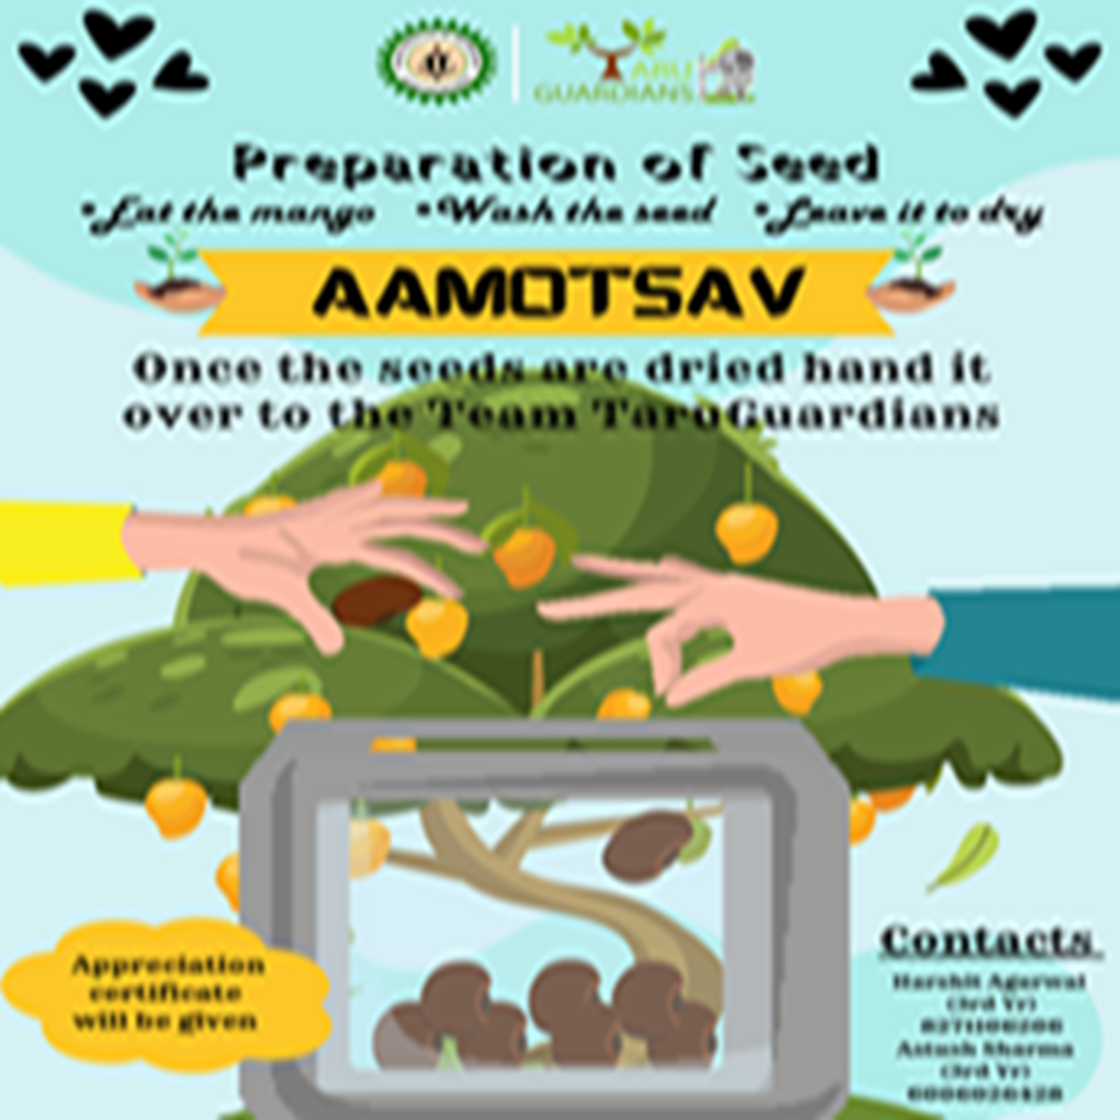 ARU
GUARDIANS
Preparation of Seed
•Eat the mango •Wash the seed •Leave it to dry
AAMOTSAV
Once the seeds are dried hand it
over to the Team TaruGuardians
Appreciation
certificate
will be given
Contacts
Harshit Agarwal
(3rd Yr)
Sharma
(3rd Yr)